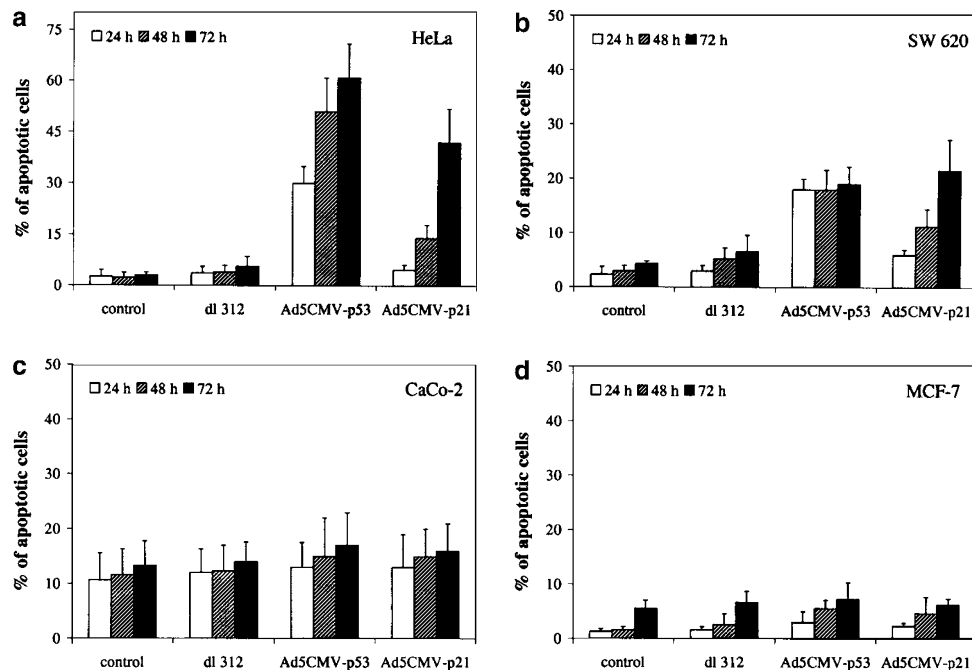 a
24 h 48 h 72 h
HeLa
% of apoptotic cells
75
60
45
30
15
0
control dl 312 Ad5CMV-p53 Ad5CMV-p21
b
24 h 48 h 72 h
SW 620
% of apoptotic cells
50
40
30
20
10
0
control dl 312 Ad5CMV-p53 Ad5CMV-p21
c
24 h 48 h 72 h
CaCo-2
% of apoptotic cells
50
40
30
20
10
0
control dl 312 Ad5CMV-p53 Ad5CMV-p21
d
24 h 48 h 72 h
MCF-7
% of apoptotic cells
50
40
30
20
10
0
control dl 312 Ad5CMV-p53 Ad5CMV-p21